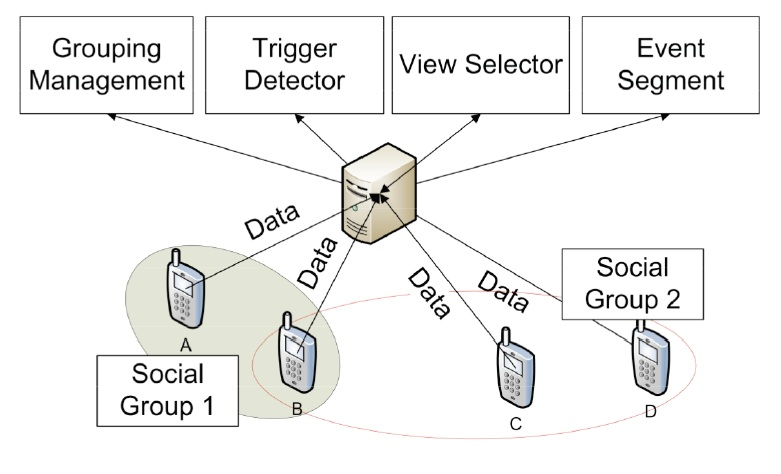 Grouping
Management
Trigger
Detector
View Selector
Event
Segment
Data
Data
Data
Data
Social
Group 2
A
Social
Group 1
B
C
D